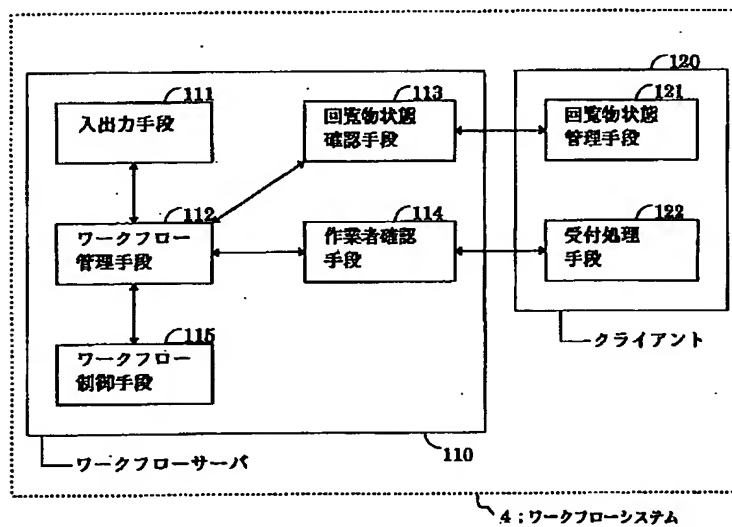 120
111
入出力手段
113
回覧物状態
確認手段
121
回覧物状態
管理手段
112
ワークフロー
管理手段
114
作業者確認
手段
122
受付処理
手段
115
ワークフロー
制御手段
クライアント
ワークフローサーバ
110
4;ワークフローシステム